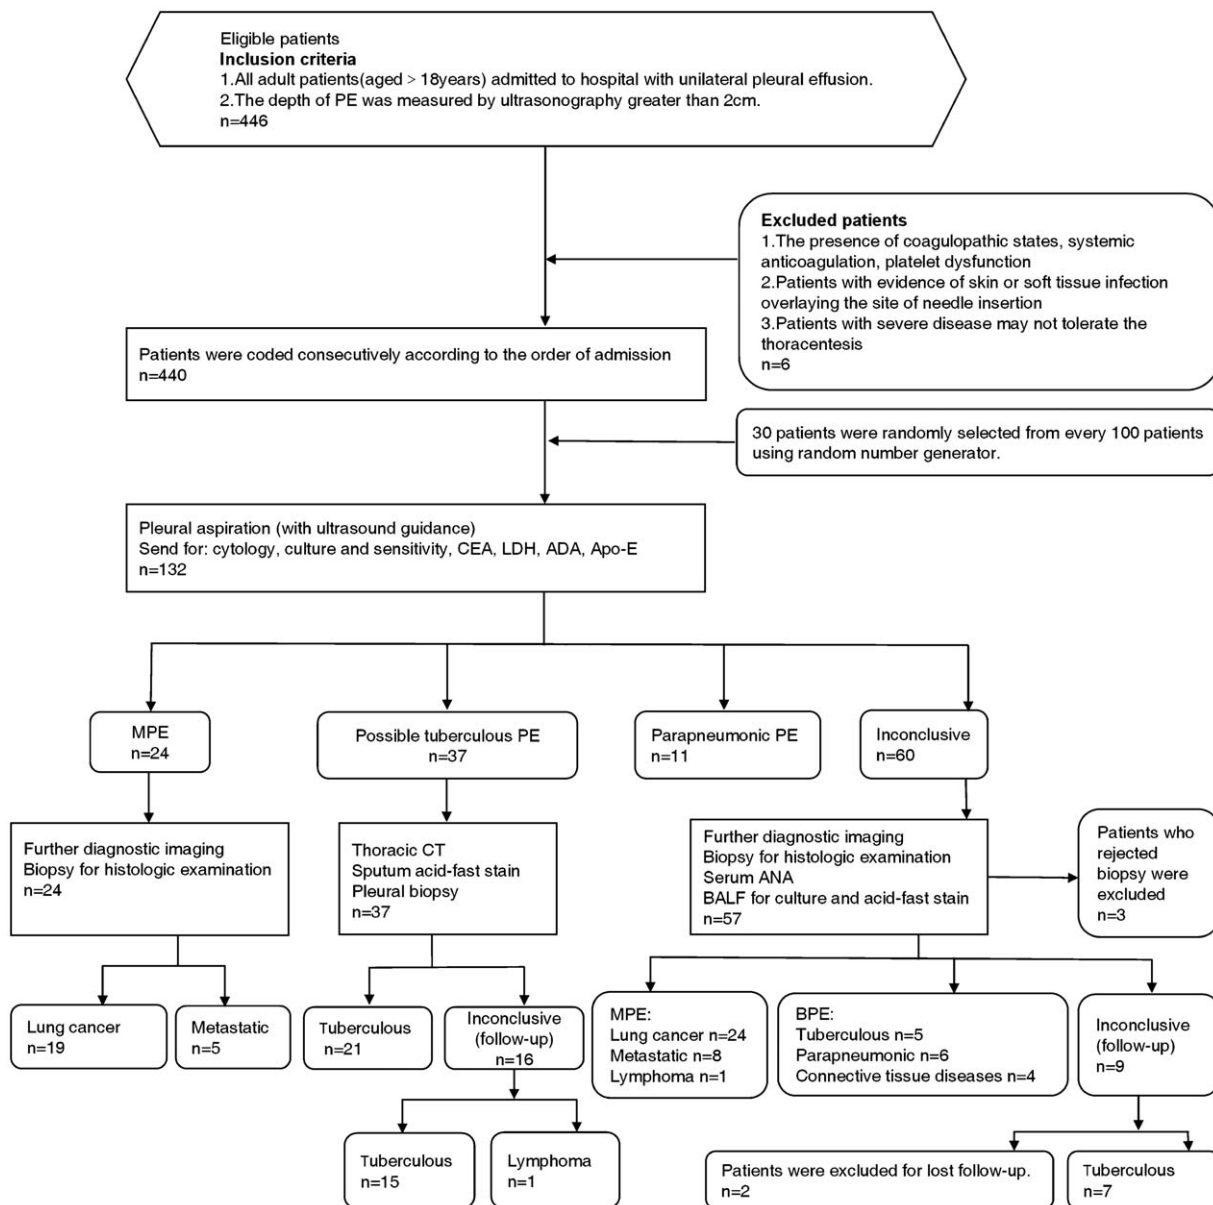 Eligible patients
Inclusion criteria
1.All adult patients(aged > 18years) admitted to hospital with unilateral pleural effusion.
2.The depth of PE was measured by ultrasonography greater than 2cm.
n=446
Excluded patients
1.The presence of coagulopathic states, systemic
anticoagulation, platelet dysfunction
2.Patients with evidence of skin or soft tissue infection
overlaying the site of needle insertion
3.Patients with severe disease may not tolerate the
thoracentesis
n=6
Patients were coded consecutively according to the order of admission
n=440
30 patients were randomly selected from every 100 patients
using random number generator.
Pleural aspiration (with ultrasound guidance)
Send for: cytology, culture and sensitivity, CEA, LDH, ADA, Apo-E
n=132
MPE
n=24
Possible tuberculous PE
n=37
Parapneumonic PE
n=11
Inconclusive
n=60
Further diagnostic imaging
Biopsy for histologic examination
n=24
Thoracic CT
Sputum acid-fast stain
Pleural biopsy
n=37
Further diagnostic imaging
Biopsy for histologic examination
Serum ANA
BALF for culture and acid-fast stain
n=57
Patients who
rejected
biopsy were
excluded
n=3
Lung cancer
n=19
Metastatic
n=5
Tuberculous
n=21
Inconclusive
(follow-up)
n=16
MPE:
Lung cancer n=24
Metastatic n=8
Lymphoma n=1
BPE:
Tuberculous n=5
Parapneumonic n=6
Connective tissue diseases n=4
Inconclusive
(follow-up)
n=9
Tuberculous
n=15
Lymphoma
n=1
Patients were excluded for lost follow-up.
n=2
Tuberculous
n=7